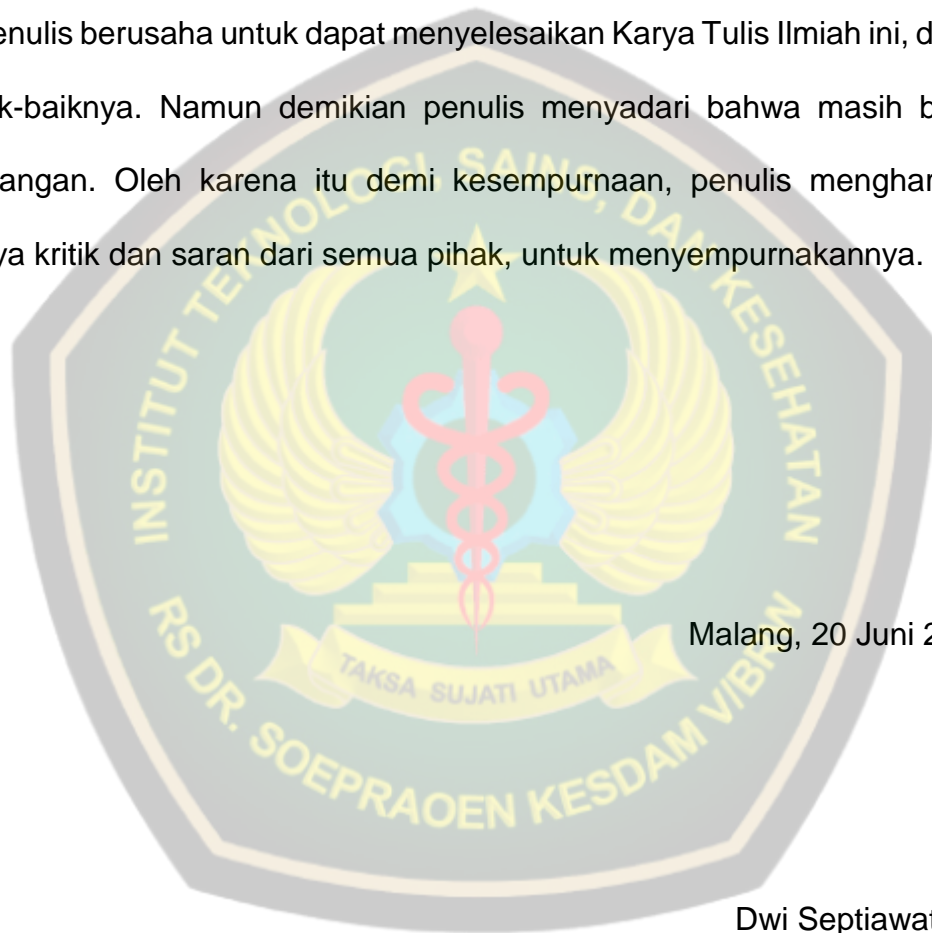 enulis berusaha untuk dapat menyelesaikan Karya Tulis Ilmiah ini, d
k-baiknya. Namun demikian penulis menyadari bahwa masih b
angan. Oleh karena itu demi kesempurnaan, penulis menghar
ya kritik dan saran dari semua pihak, untuk menyempurnakannya.
INSTITUT TEKNOLOGI, SAINS, DAN KESEHATAN
Malang, 20 Juni 2
TAKSA SUJATI UTAMA
RS DR. SOEPRAOEN KESDAM V/BRW
Dwi Septiawat